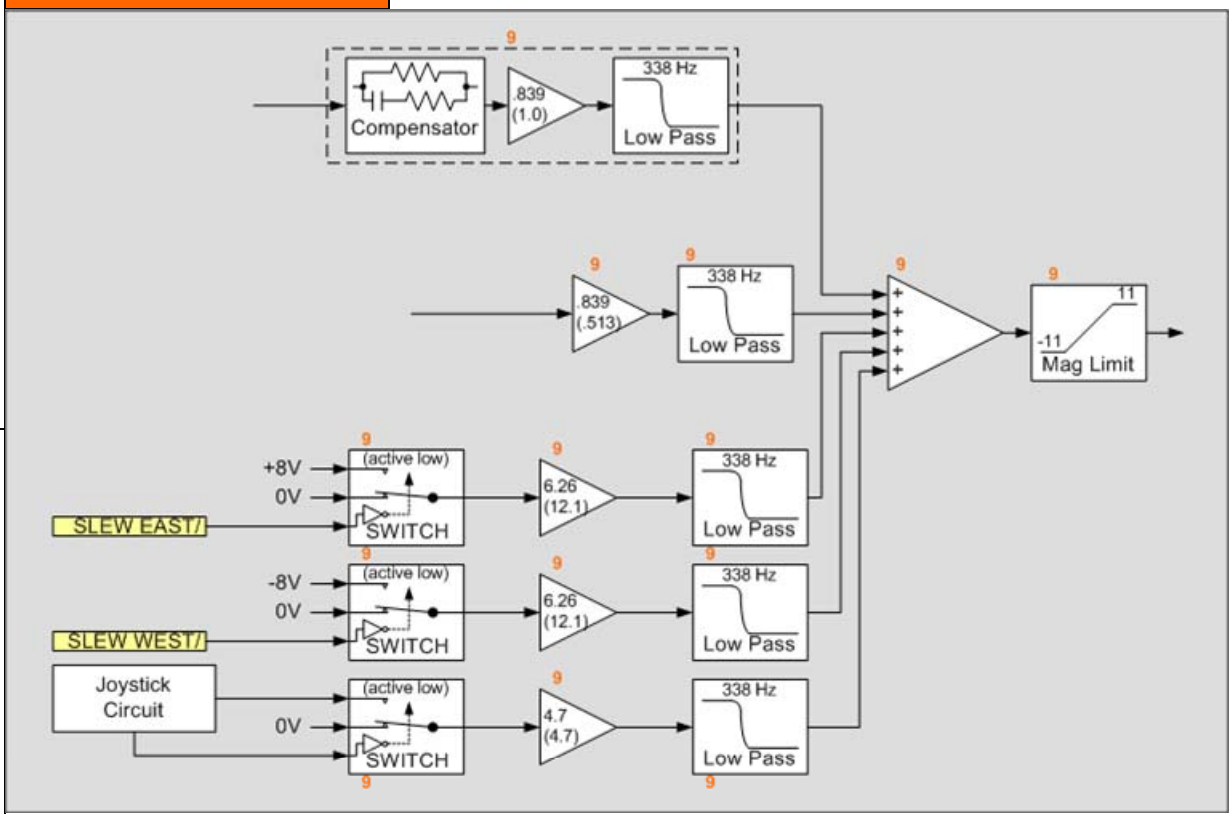 9
338 Hz
.839
(1.0)
Compensator
Low Pass
9
9
338 Hz
.839
(.513)
Low Pass
9
+
+
+
+
+
9
11
-11
Mag Limit
9
(active low)
+8V
0V
SLEW EAST/
SWITCH
9
6.26
(12.1)
9
338 Hz
Low Pass
9
(active low)
-8V
0V
SLEW WEST/
SWITCH
9
6.26
(12.1)
9
338 Hz
Low Pass
Joystick
Circuit
(active low)
0V
SWITCH
9
9
4.7
(4.7)
338 Hz
Low Pass
9